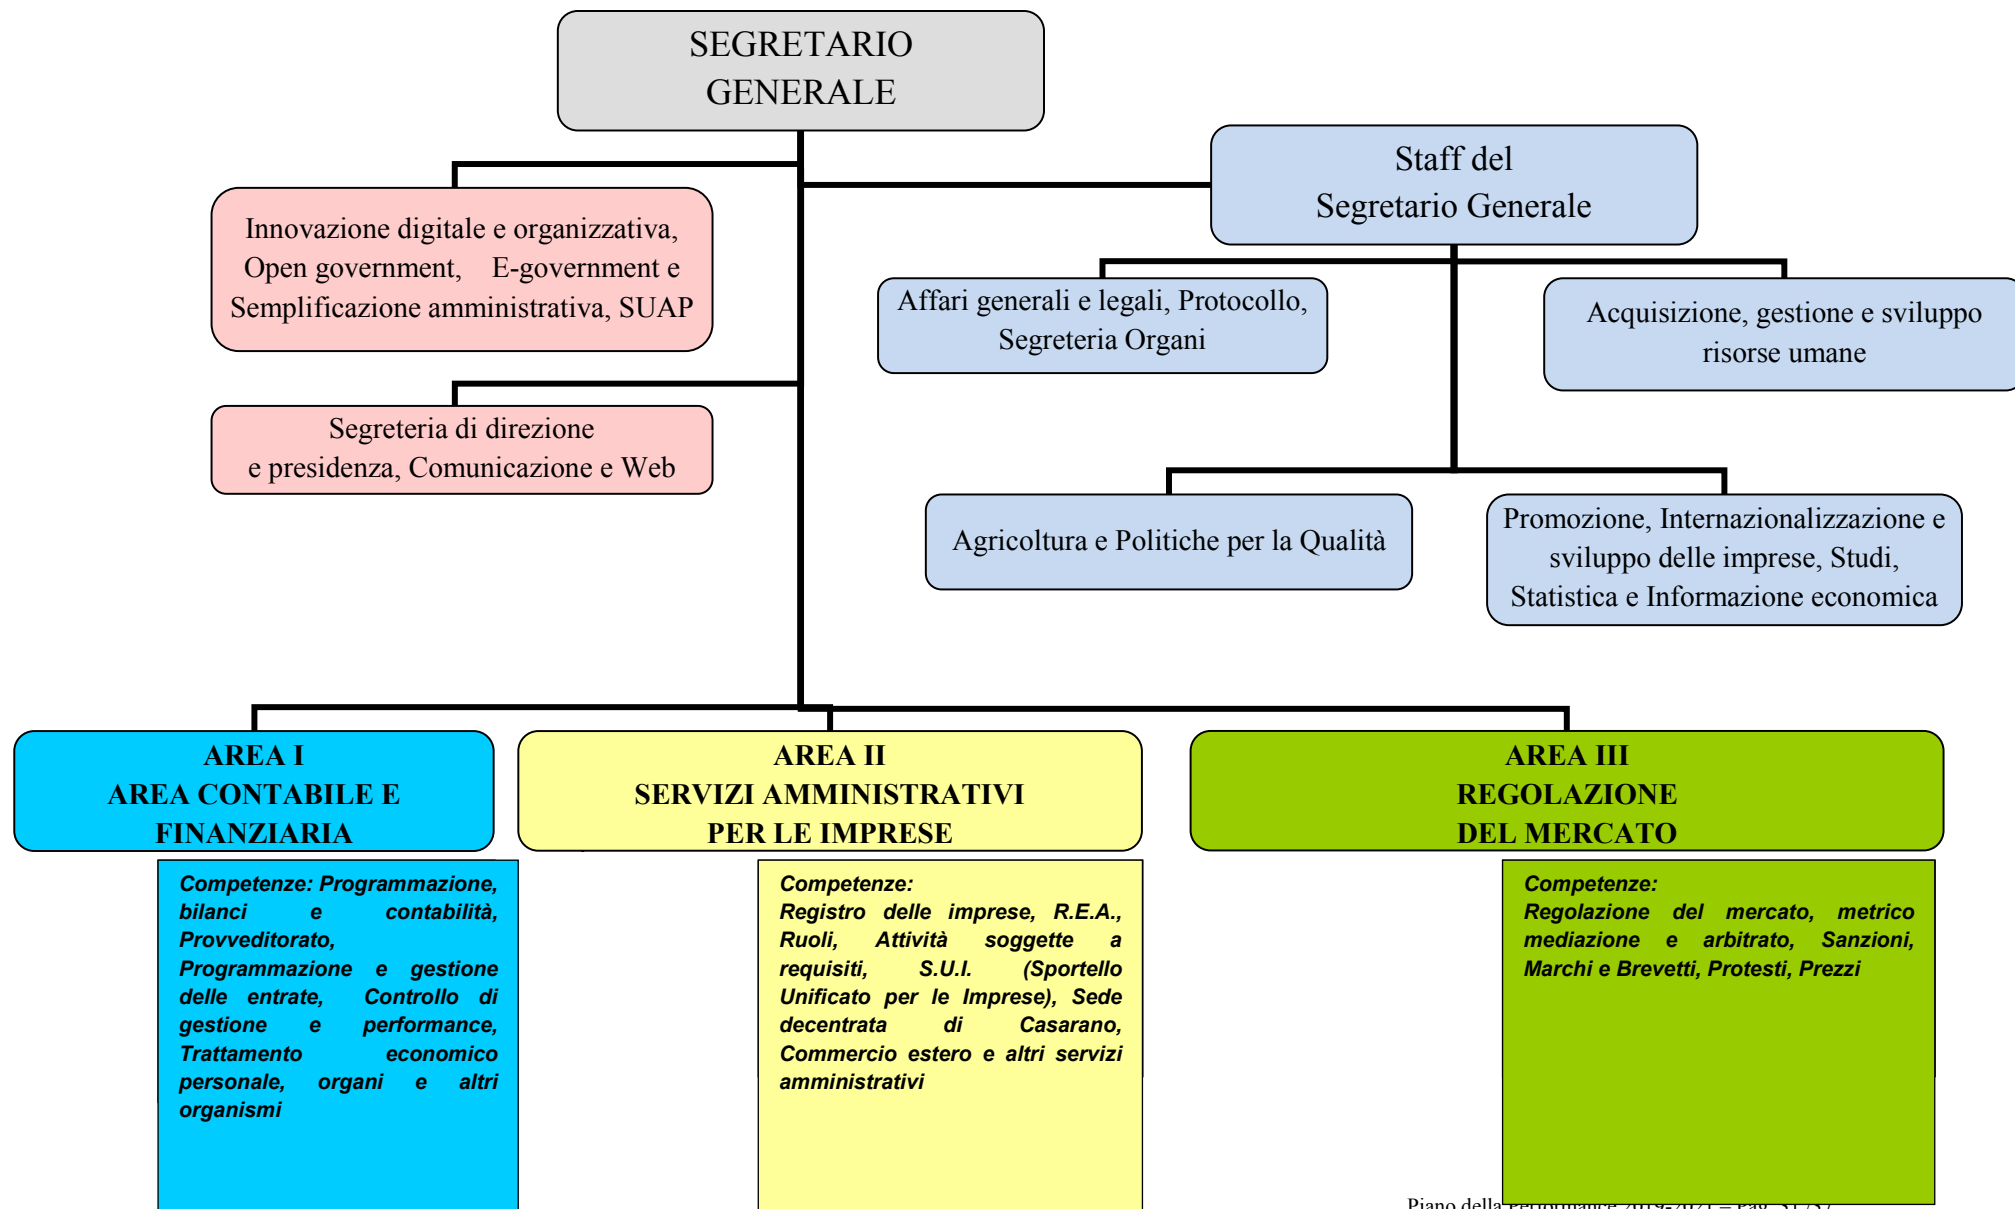 SEGRETARIO
GENERALE
Staff del
Segretario Generale
Innovazione digitale e organizzativa,
Open government, E-government e
Semplificazione amministrativa, SUAP
Affari generali e legali, Protocollo,
Segreteria Organi
Acquisizione, gestione e sviluppo
risorse umane
Segreteria di direzione
e presidenza, Comunicazione e Web
Agricoltura e Politiche per la Qualità
Promozione, Internazionalizzazione e
sviluppo delle imprese, Studi,
Statistica e Informazione economica
AREA I
AREA CONTABILE E
FINANZIARIA
AREA II
SERVIZI AMMINISTRATIVI
PER LE IMPRESE
AREA III
REGOLAZIONE
DEL MERCATO
Competenze: Programmazione,
bilanci e contabilità,
Provveditorato,
Programmazione e gestione
delle entrate, Controllo di
gestione e performance,
Trattamento economico
personale, organi e altri
organismi
Competenze:
Registro delle imprese, R.E.A.,
Ruoli, Attività soggette a
requisiti, S.U.I. (Sportello
Unificato per le Imprese), Sede
decentrata di Casarano,
Commercio estero e altri servizi
amministrativi
Competenze:
Regolazione del mercato, metrico
mediazione e arbitrato, Sanzioni,
Marchi e Brevetti, Protesti, Prezzi
Piano della Performance 2019-2021 – Pag.